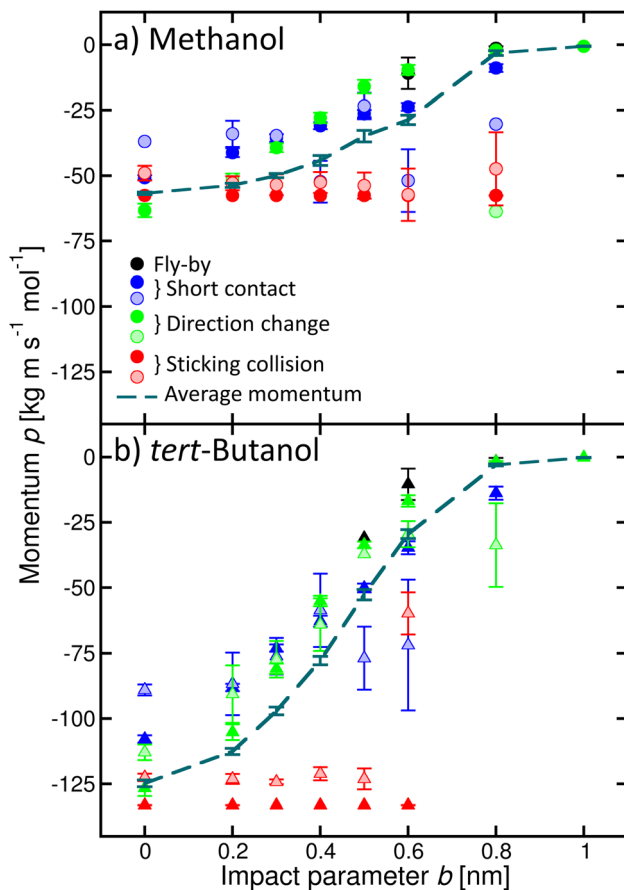 a) Methanol
0
-25
-50
-75
-100
-125
Fly-by
} Short contact
} Direction change
} Sticking collision
Average momentum
Momentum p [kg m s⁻¹ mol⁻¹]
b) tert-Butanol
0
-25
-50
-75
-100
-125
0 0.2 0.4 0.6 0.8 1
Impact parameter b [nm]